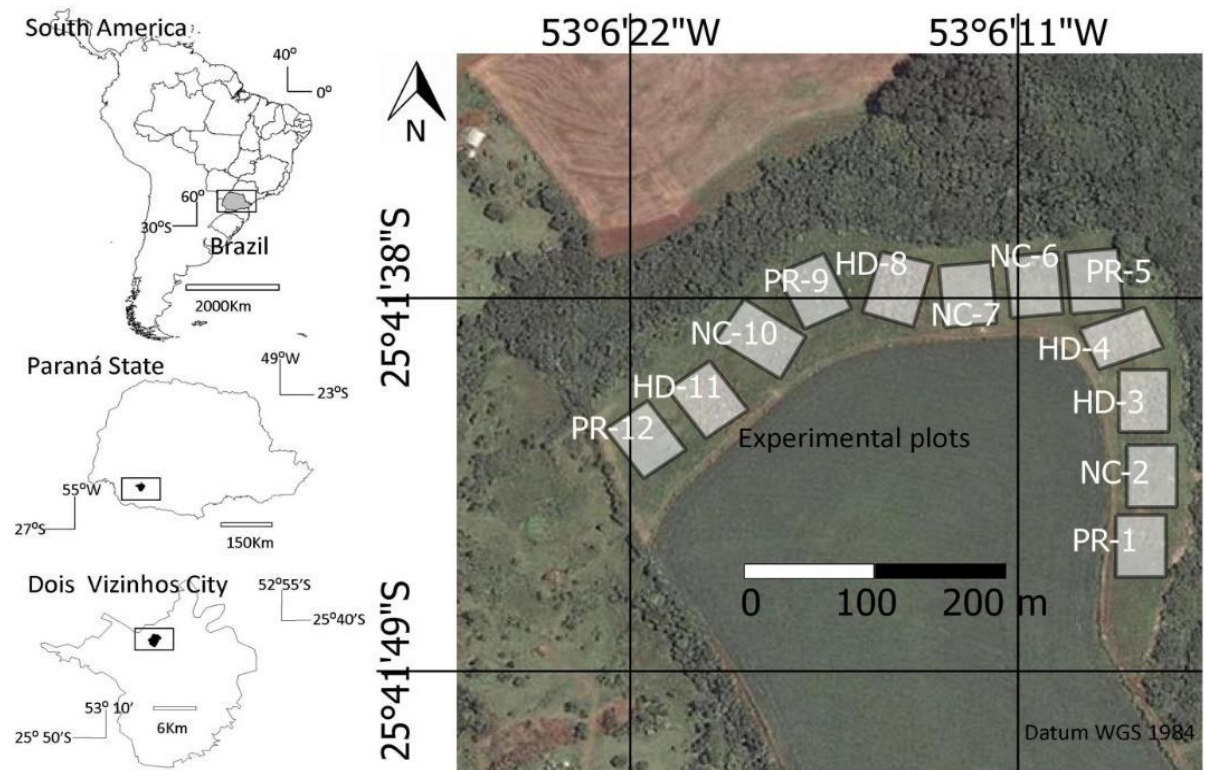 South America
40°
0°
60°
30°S
Brazil
2000Km
Paraná State
49°W
23°S
55°W
27°S
150Km
Dois Vizinhos City
52°55'S
25°40'S
53° 10'
25° 50'S
6Km
53°6'22"W
53°6'11"W
N
25°41'38"S
25°41'49"S
HD-8
NC-6
PR-5
PR-9
NC-7
NC-10
HD-4
HD-11
HD-3
PR-12
Experimental plots
NC-2
PR-1
0 100 200 m
Datum WGS 1984